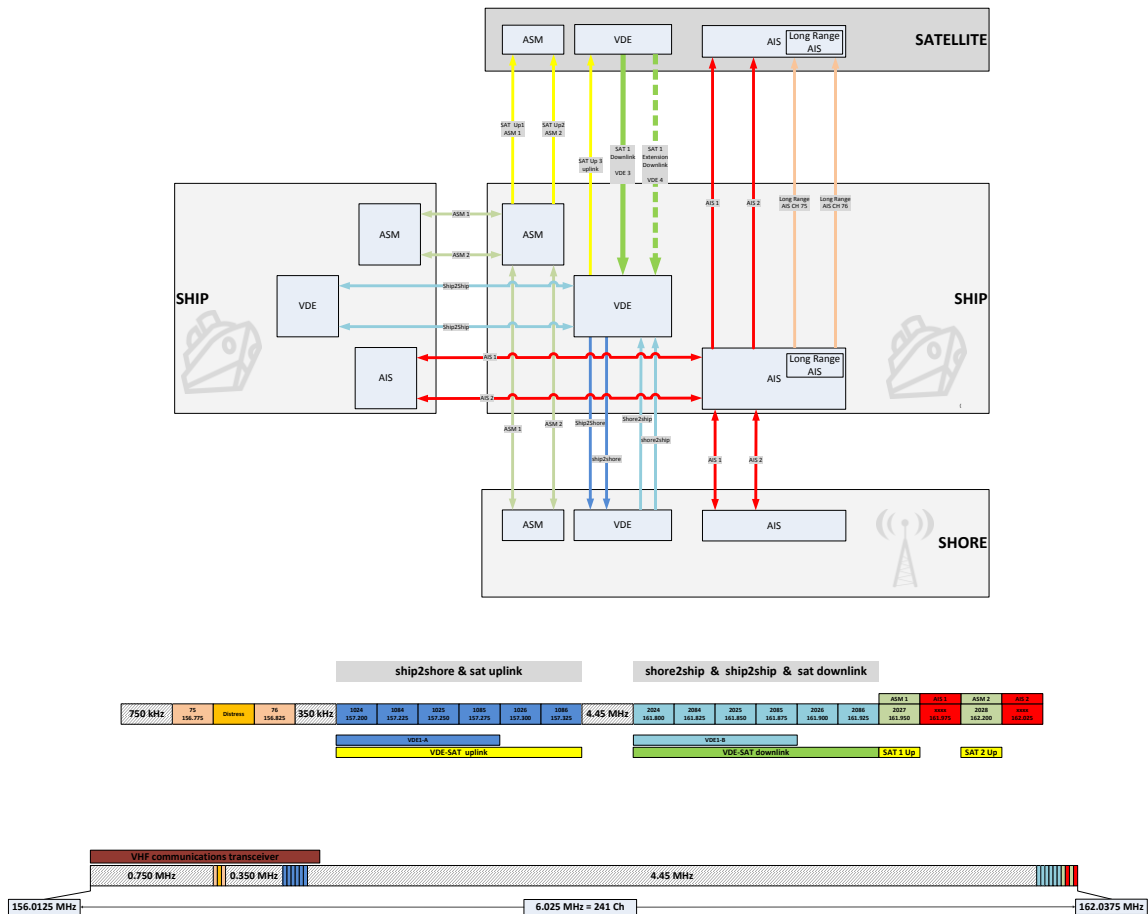 ASM
VDE
AIS
Long Range
AIS
SATELLITE
SAT Up1
ASM 1
SAT Up2
ASM 2
SAT Up 3
uplink
SAT 1
Downlink
VDE 3
SAT 1
Extension
Downlink
VDE 4
AIS 1
AIS 2
Long Range
AIS CH 75
Long Range
AIS CH 76
ASM
ASM 1
ASM 2
ASM
SHIP
VDE
Ship2Ship
Ship2Ship
VDE
SHIP
AIS
AIS 1
AIS 2
AIS
Long Range
AIS
ASM 1
ASM 2
Ship2Shore
ship2shore
Shore2ship
shore2ship
AIS 1
AIS 2
ASM
VDE
AIS
SHORE
ship2shore & sat uplink
shore2ship & ship2ship & sat downlink
ASM 1
AIS 1
ASM 2
AIS 2
750 kHz
75
156.775
Distress
76
156.825
350 kHz
1024
157.200
1084
157.225
1025
157.250
1085
157.275
1026
157.300
1086
157.325
4.45 MHz
2024
161.800
2084
161.825
2025
161.850
2085
161.875
2026
161.900
2086
161.925
2027
161.950
161.975
2028
162.200
162.025
VDE1-A
VDE1-B
VDE-SAT uplink
VDE-SAT downlink
SAT 1 Up
SAT 2 Up
VHF communications transceiver
0.750 MHz
0.350 MHz
4.45 MHz
156.0125 MHz
6.025 MHz = 241 Ch
162.0375 MHz